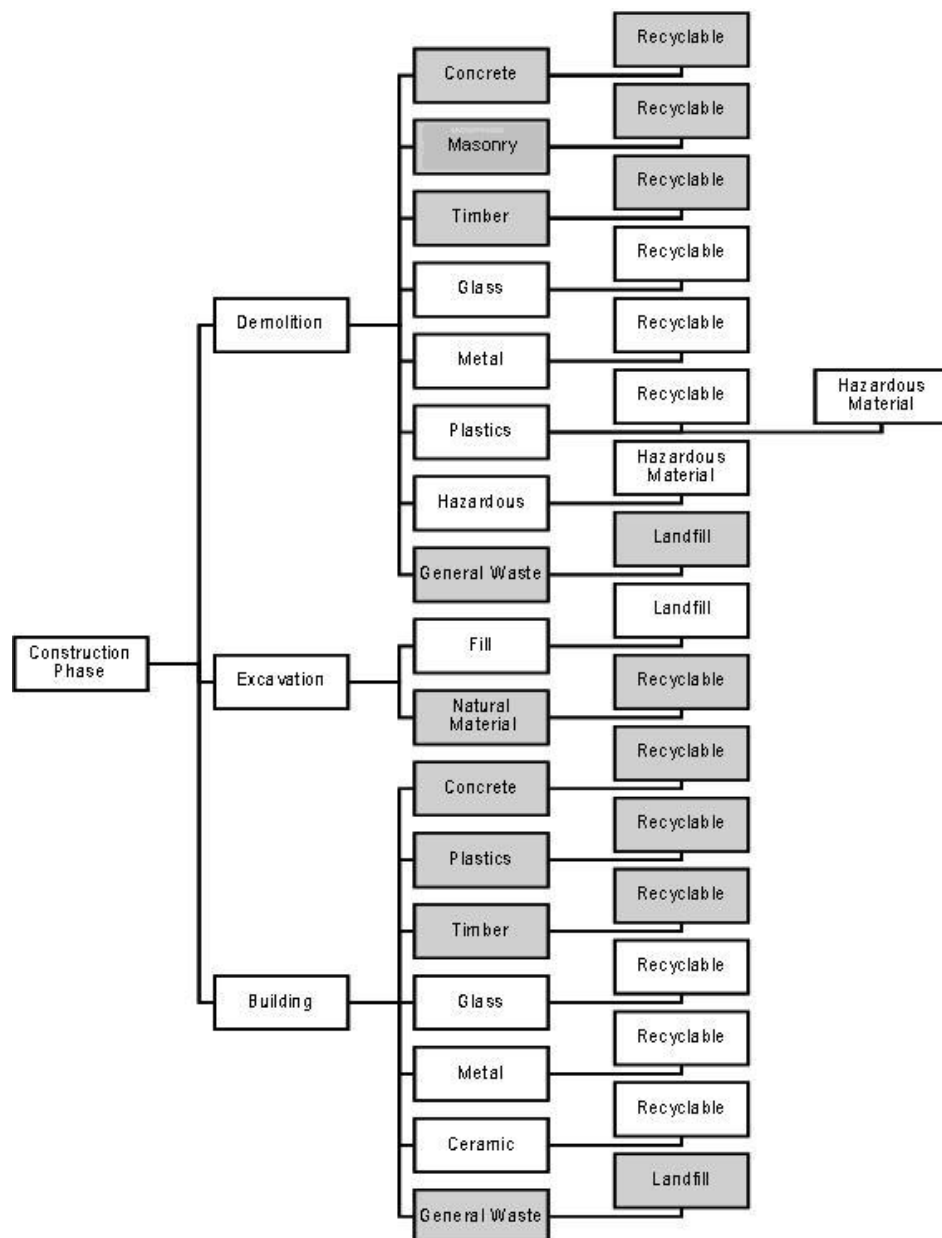 Recyclable
Concrete
Recyclable
Masonry
Recyclable
Timber
Recyclable
Glass
Recyclable
Demolition
Metal
Recyclable
Hazardous
Material
Plastics
Hazardous
Material
Hazardous
Landfill
General Waste
Landfill
Fill
Construction
Phase
Excavation
Recyclable
Natural
Material
Recyclable
Concrete
Recyclable
Plastics
Recyclable
Timber
Recyclable
Building
Glass
Recyclable
Metal
Recyclable
Ceramic
Landfill
General Waste